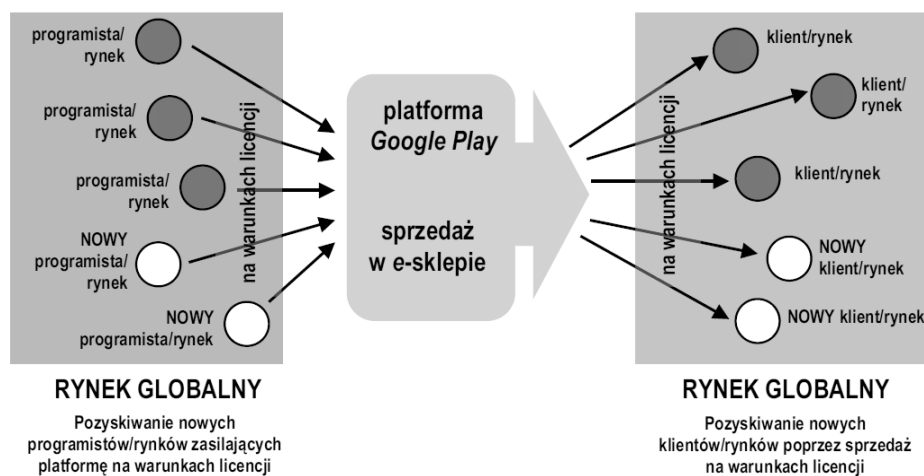 programista/
rynek
programista/
rynek
programista/
rynek
NOWY
programista/
rynek
NOWY
programista/rynek
na warunkach licencji
platforma
Google Play
sprzedaż
w e-sklepie
klient/rynek
klient/
rynek
klient/rynek
NOWY
klient/rynek
NOWY klient/rynek
na warunkach licencji
RYNEK GLOBALNY
Pozyskiwanie nowych
programistów/rynków zasilających
platformę na warunkach licencji
RYNEK GLOBALNY
Pozyskiwanie nowych
klientów/rynków poprzez sprzedaż
na warunkach licencji